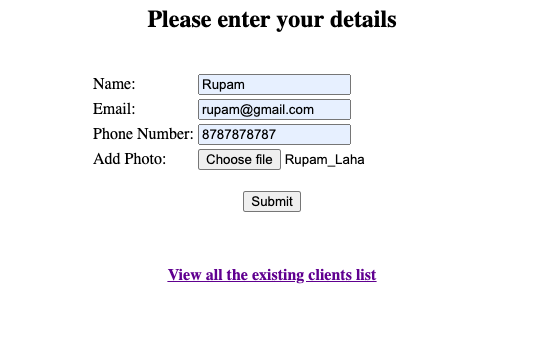 Please enter your details
Name: Rupam
Email: rupam@gmail.com
Phone Number: 8787878787
Add Photo: Choose file Rupam_Laha
Submit
View all the existing clients list